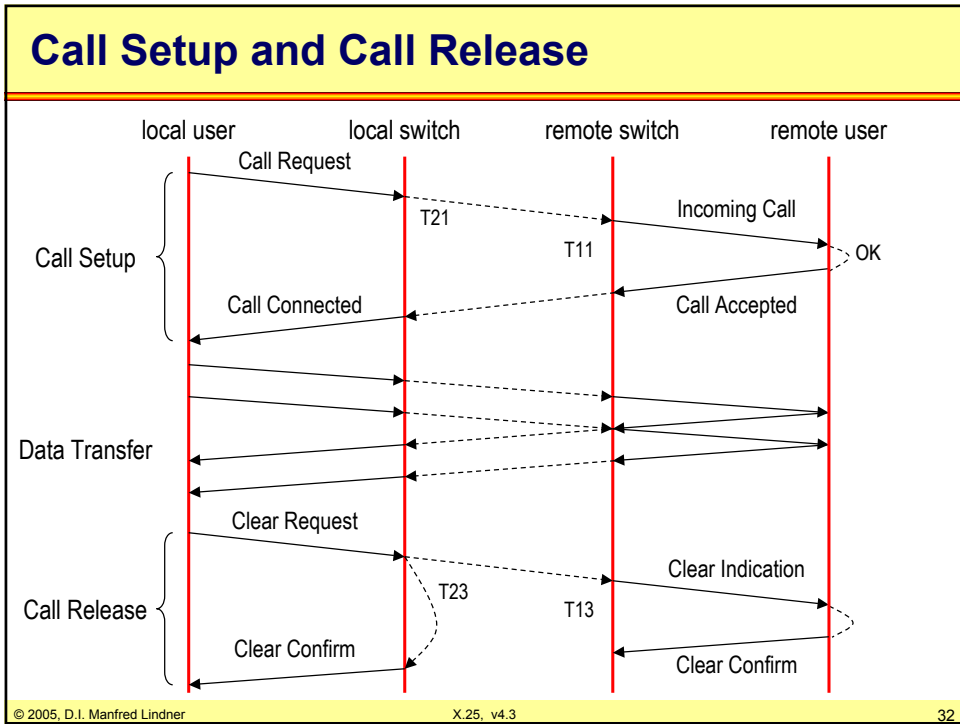 Call Setup and Call Release
local user local switch remote switch remote user
Call Request
Incoming Call
T21
T11
OK
Call Setup
Call Connected
Call Accepted
Data Transfer
Clear Request
Clear Indication
T23
T13
Call Release
Clear Confirm
Clear Confirm
© 2005, D.I. Manfred Lindner X.25, v4.3 32